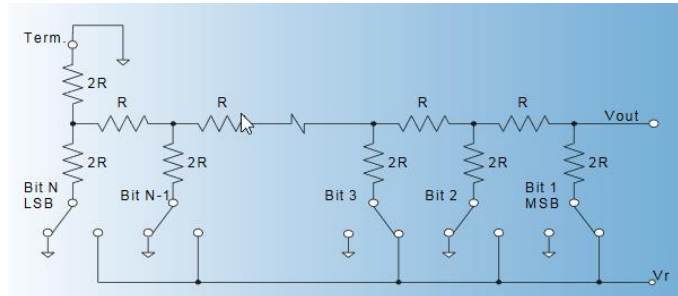 Term.
2R
R
R
R
R
Vout
2R
2R
2R
2R
2R
Bit N
LSB
Bit N-1
Bit 3
Bit 2
Bit 1
MSB
Vr